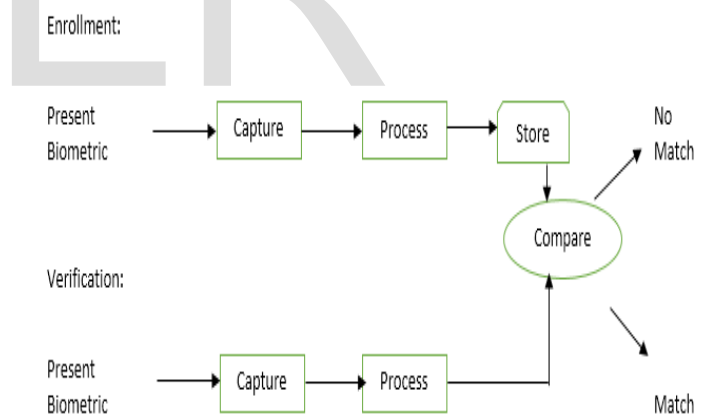 Enrollment:
Present
Biometric
Capture
Process
Store
No
Match
Compare
Verification:
Present
Biometric
Capture
Process
Match